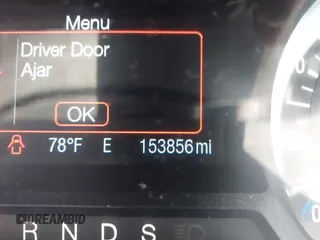 Menu
Driver Door
Ajar
OK
78°F E 153856 mi
R N D S
DREAMBID